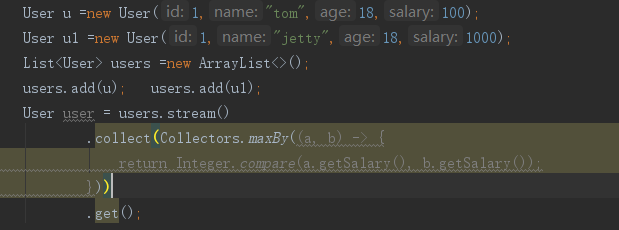 User u =new User( id: 1, name: "tom", age: 18, salary: 100);
User u1 =new User( id: 1, name: "jetty", age: 18, salary: 1000);
List<User> users =new ArrayList<>();
users.add(u);   users.add(u1);
User user = users.stream()
.collect(Collectors.maxBy((a, b) -> {
return Integer.compare(a.getSalary(), b.getSalary());
}))
.get();